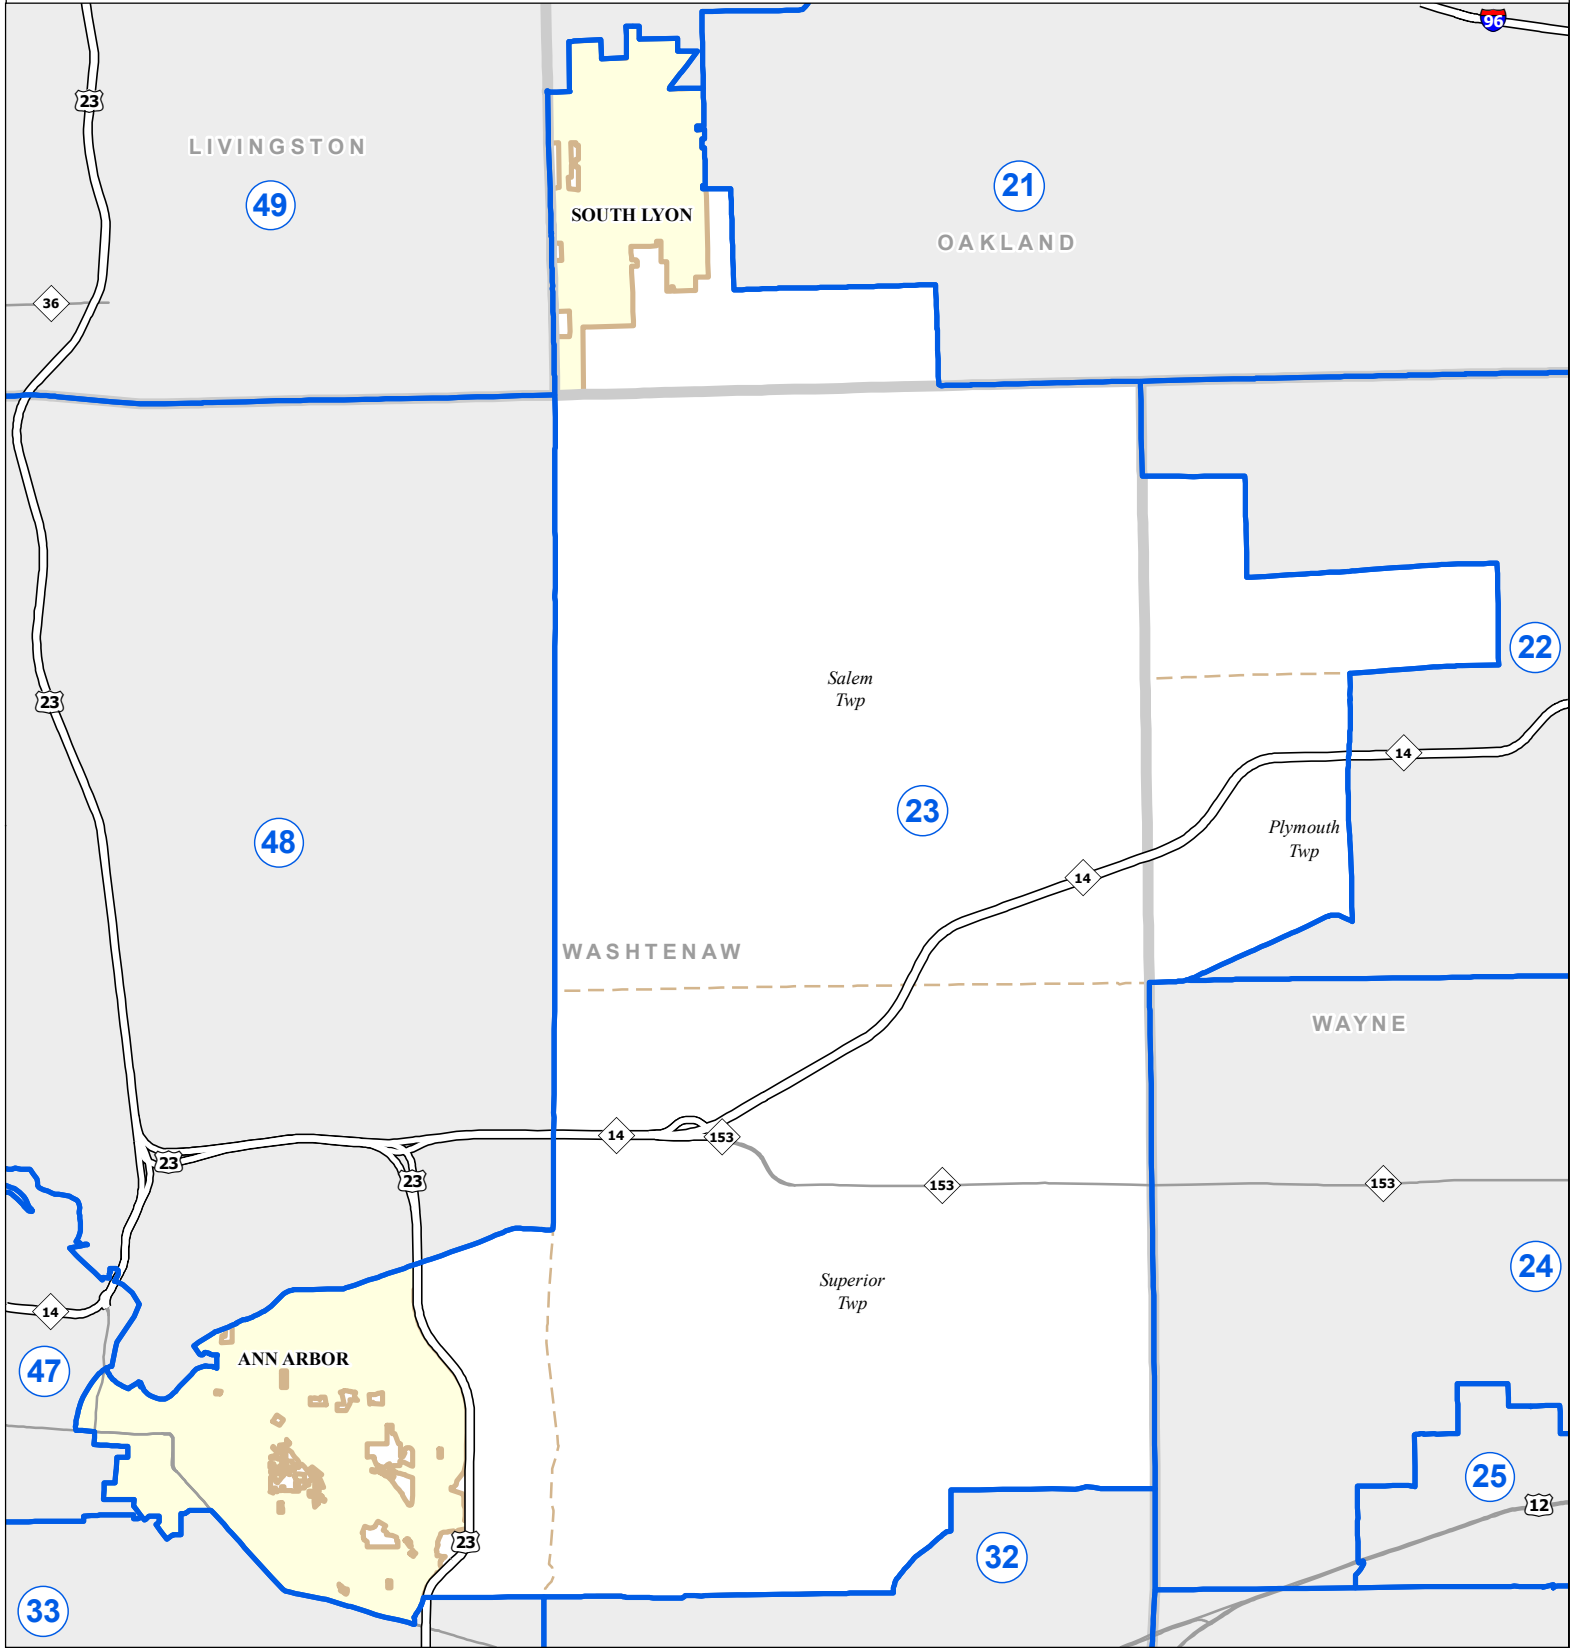 96
23
LIVINGSTON
49
21
SOUTH LYON
OAKLAND
36
22
Salem
Twp
23
14
23
Plymouth
Twp
48
14
WASHTENAW
WAYNE
14
153
23
23
153
153
24
Superior
Twp
14
ANN ARBOR
47
25
12
23
32
33